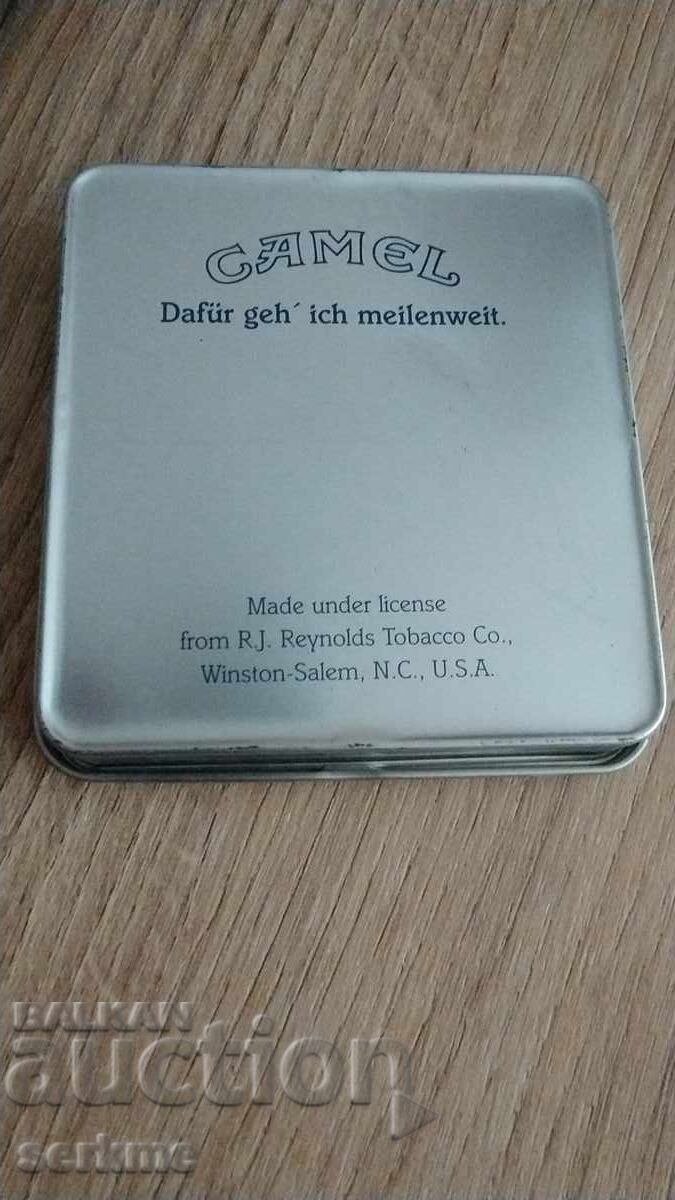 CAMEL
Dafür geh´ ich meilenweit.
Made under license
from R.J. Reynolds Tobacco Co.,
Winston-Salem, N.C., U.S.A.
BALKAN
auction
serkme